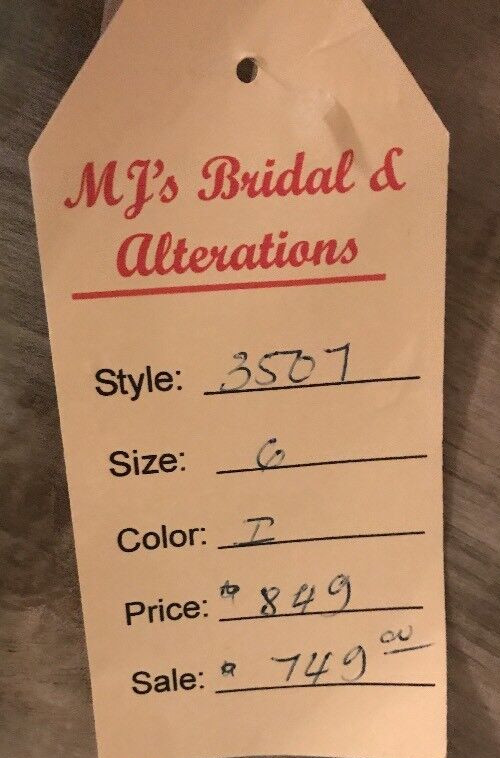 MJ's Bridal &
Alterations
Style: 3507
Size: 6
Color: I
Price: $849
Sale: $749 00